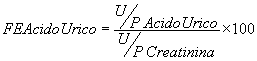 FEAcidoUrico = U/P AcidoUrico / U/P Creatinina ×100